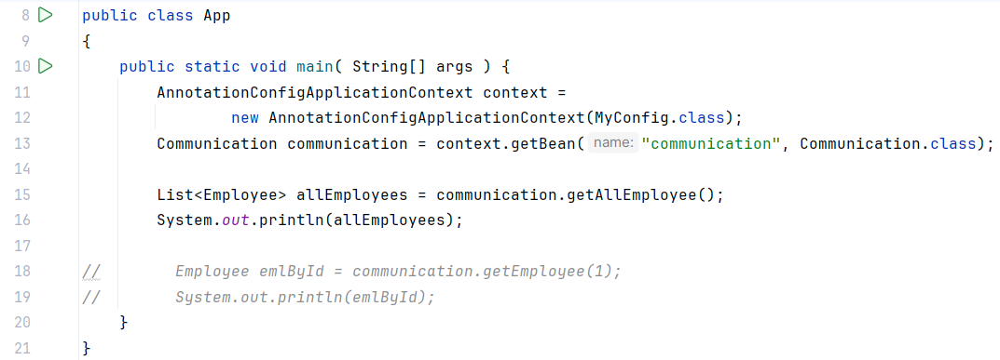 8 public class App
9 {
10 public static void main( String[] args ) {
11 AnnotationConfigApplicationContext context =
12 new AnnotationConfigApplicationContext(MyConfig.class);
13 Communication communication = context.getBean( name: "communication", Communication.class);
14
15 List<Employee> allEmployees = communication.getAllEmployee();
16 System.out.println(allEmployees);
17
18 // Employee emlById = communication.getEmployee(1);
19 // System.out.println(emlById);
20 }
21 }